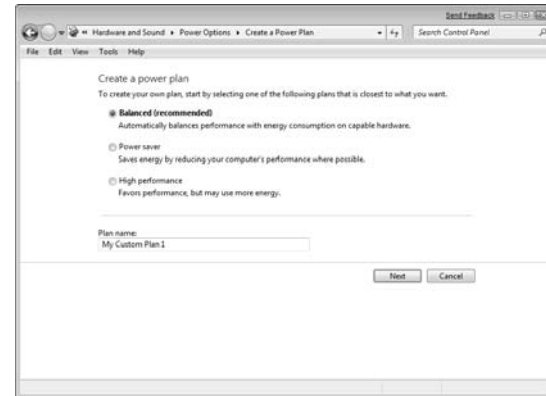 Send Feedback
Hardware and Sound ▸ Power Options ▸ Create a Power Plan
Search Control Panel
File Edit View Tools Help
Create a power plan
To create your own plan, start by selecting one of the following plans that is closest to what you want.
Balanced (recommended)
Automatically balances performance with energy consumption on capable hardware.
Power saver
Saves energy by reducing your computer's performance where possible.
High performance
Favors performance, but may use more energy.
Plan name:
My Custom Plan 1
Next Cancel